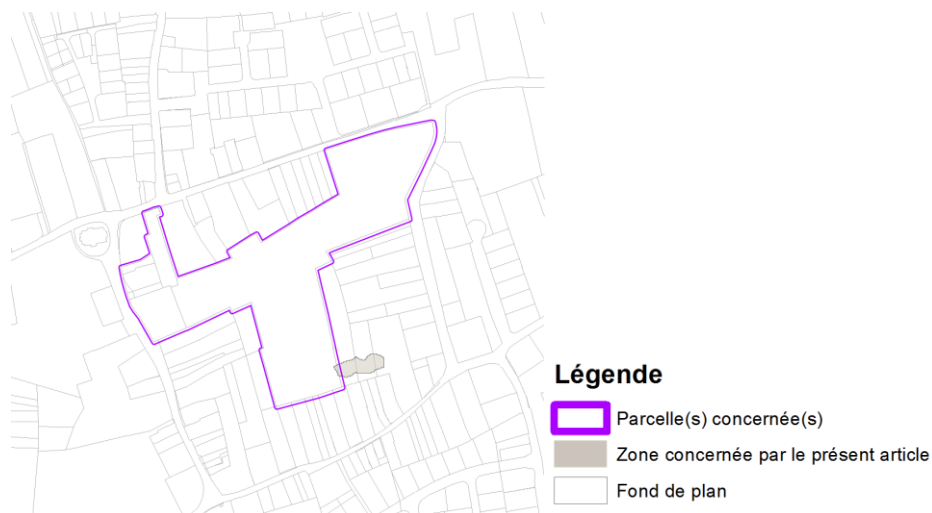 Légende
Parcelle(s) concernée(s)
Zone concernée par le présent article
Fond de plan